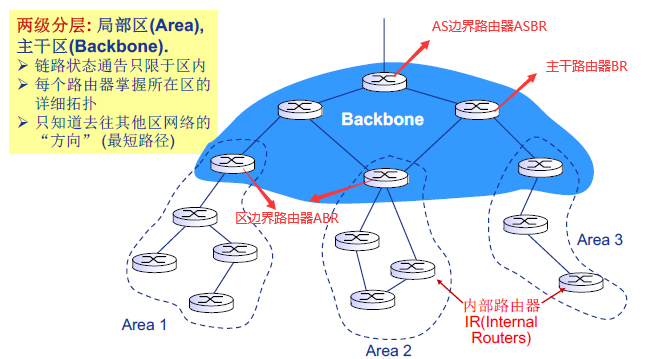 两级分层: 局部区(Area),
主干区(Backbone).
➢ 链路状态通告只限于区内
➢ 每个路由器掌握所在区的
详细拓扑
➢ 只知道去往其他区网络的
“方向” (最短路径)
AS边界路由器ASBR
主干路由器BR
Backbone
区边界路由器ABR
Area 3
内部路由器
IR(Internal
Routers)
Area 1
Area 2